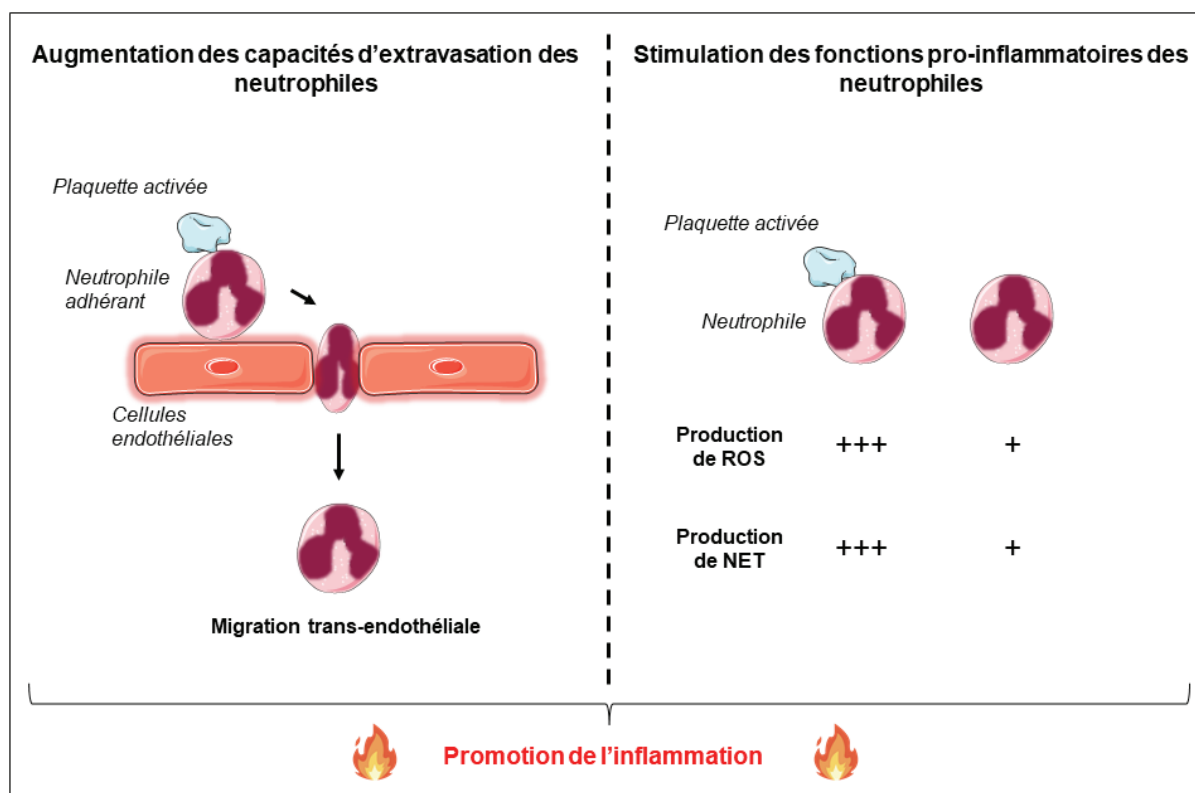 Augmentation des capacités d'extravasation des
neutrophiles
Plaquette activée
Neutrophile
adhérant
Cellules
endothéliales
Migration trans-endothéliale
Stimulation des fonctions pro-inflammatoires des
neutrophiles
Plaquette activée
Neutrophile
Production
de ROS
+++ +
Production
de NET
+++ +
Promotion de l'inflammation